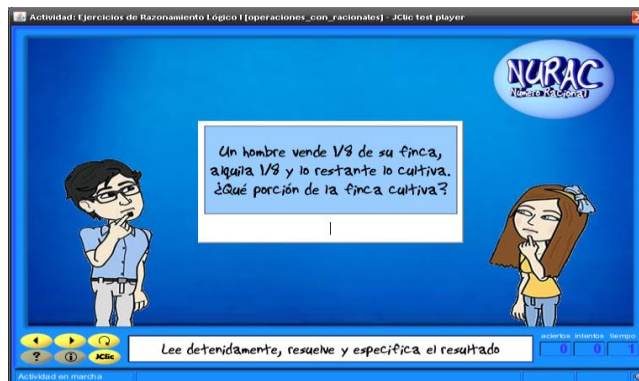 Actividad: Ejercicios de Razonamiento Lógico I [operaciones_con_racionales] - JClic test player
NURAC
Número Racional
Un hombre vende 1/8 de su finca,
alquila 1/8 y lo restante lo cultiva.
¿Qué porción de la finca cultiva?
JClic
Lee detenidamente, resuelve y especifica el resultado
aciertos intentos tiempo
0 0 1
Actividad en marcha